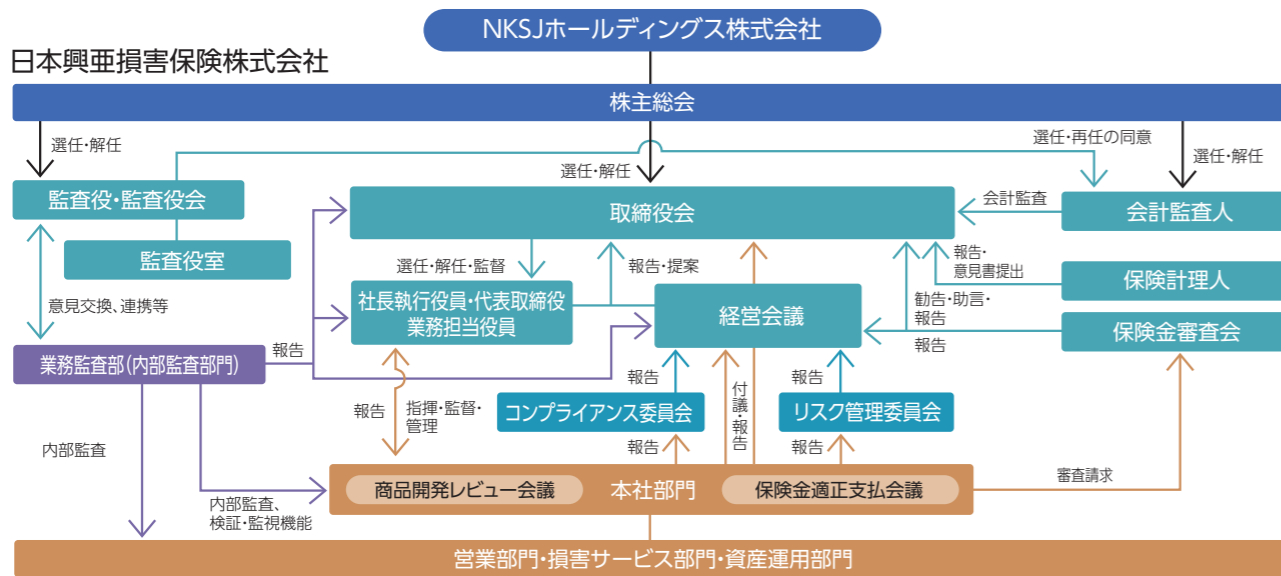 NKSJホールディングス株式会社
日本興亜損害保険株式会社
株主総会
選任・解任
選任・解任
選任・再任の同意
選任・解任
監査役・監査役会
取締役会
会計監査
会計監査人
監査役室
選任・解任・監督
報告・提案
報告・
意見書提出
保険計理人
意見交換、連携等
社長執行役員・代表取締役
業務担当役員
経営会議
勧告・助言・
報告
報告
保険金審査会
業務監査部(内部監査部門)
報告
報告
指揮・監督・
管理
報告
付議・報告
報告
コンプライアンス委員会
リスク管理委員会
内部監査
報告
報告
審査請求
内部監査、
検証・監視機能
商品開発レビュー会議
本社部門
保険金適正支払会議
営業部門・損害サービス部門・資産運用部門